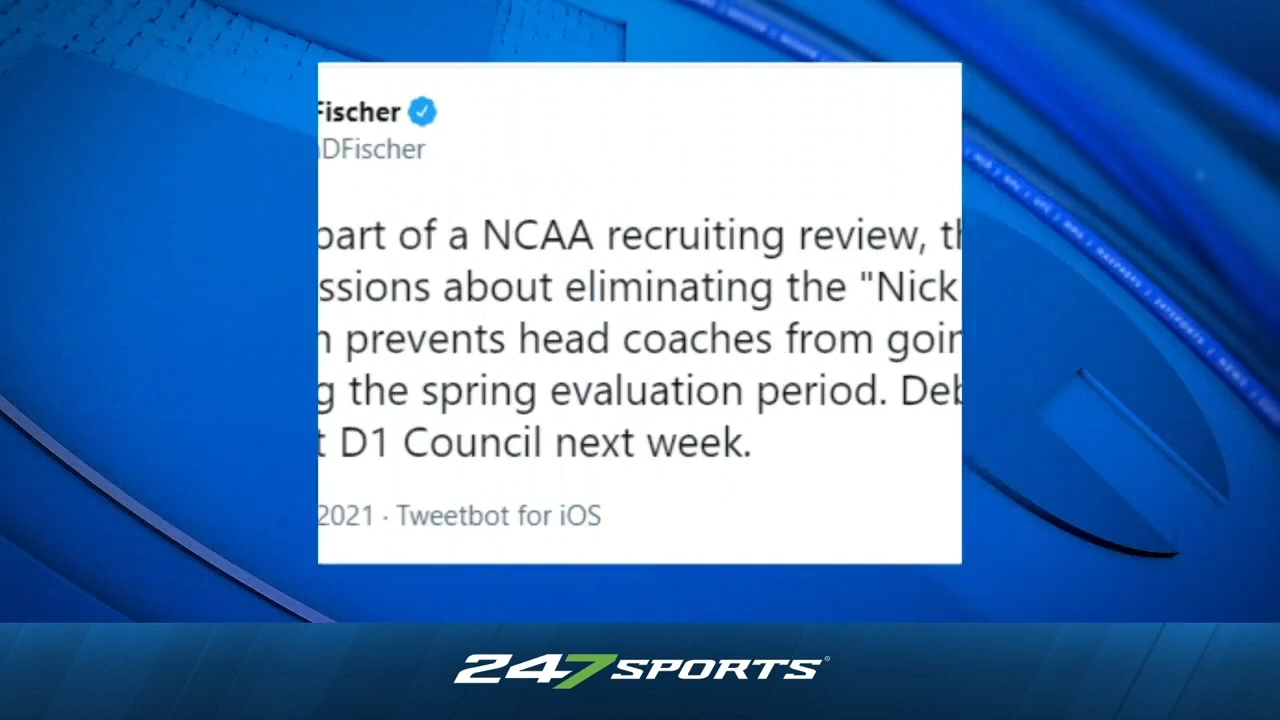 Fischer
DFischer
part of a NCAA recruiting review, th
ssions about eliminating the "Nick
n prevents head coaches from goin
g the spring evaluation period. Deb
t D1 Council next week.
2021 · Tweetbot for iOS
247SPORTS